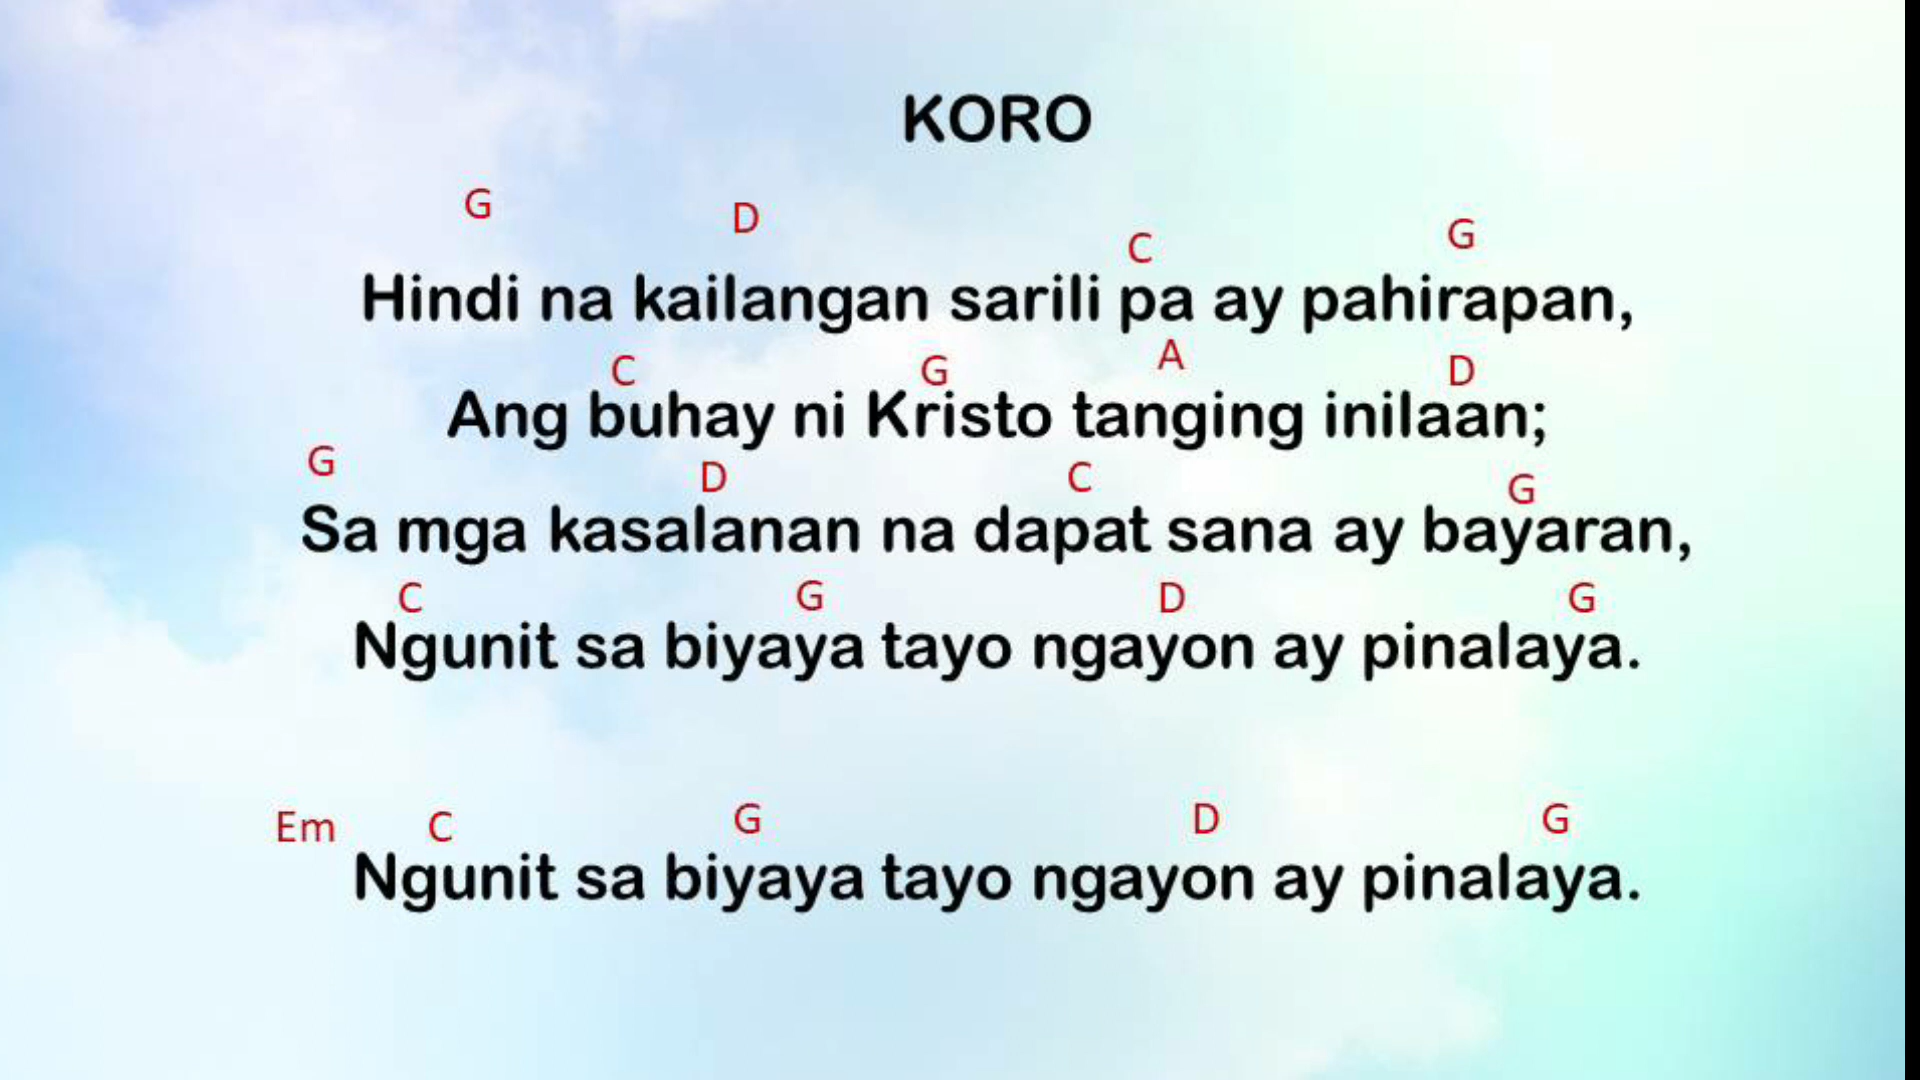 KORO
G D C G
Hindi na kailangan sarili pa ay pahirapan,
C G A D
Ang buhay ni Kristo tanging inilaan;
G D C G
Sa mga kasalanan na dapat sana ay bayaran,
C G D G
Ngunit sa biyaya tayo ngayon ay pinalaya.
Em C G D G
Ngunit sa biyaya tayo ngayon ay pinalaya.